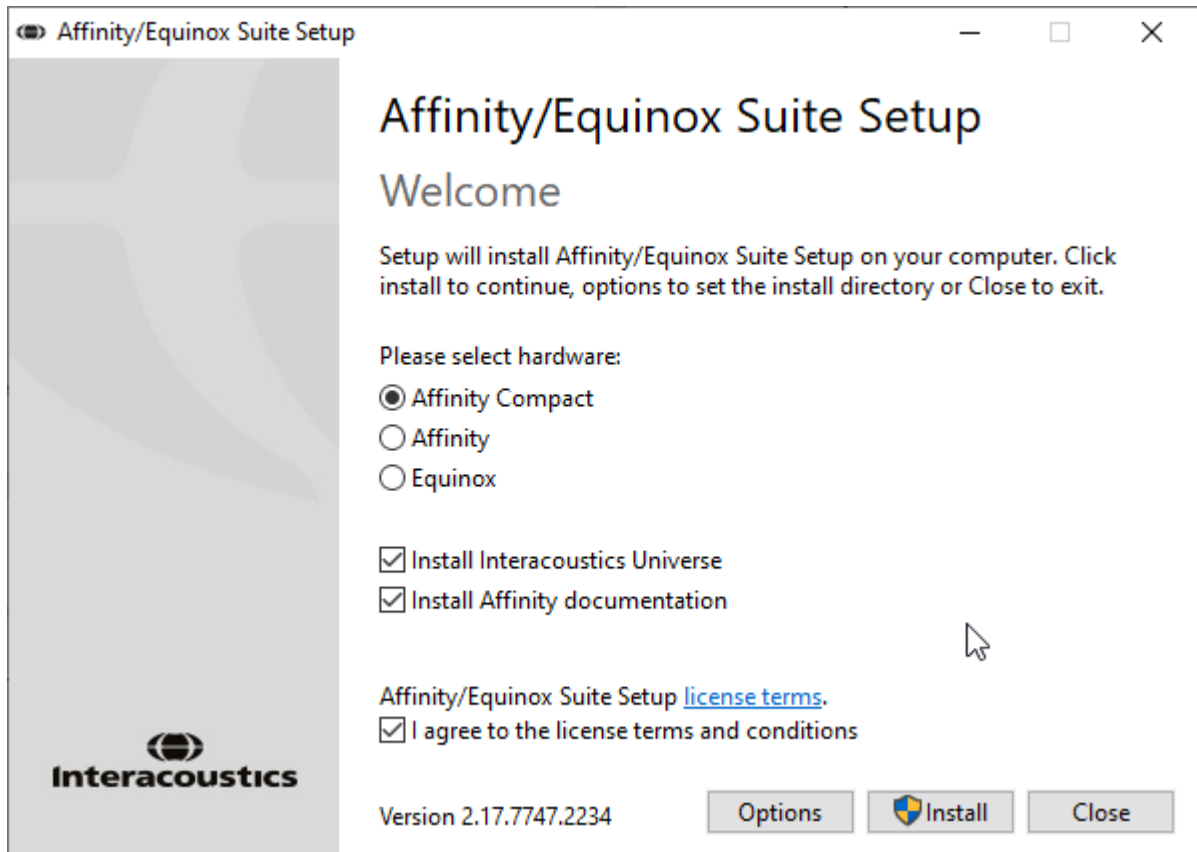 Affinity/Equinox Suite Setup
Affinity/Equinox Suite Setup
Welcome
Setup will install Affinity/Equinox Suite Setup on your computer. Click
install to continue, options to set the install directory or Close to exit.
Please select hardware:
Affinity Compact
Affinity
Equinox
Install Interacoustics Universe
Install Affinity documentation
Affinity/Equinox Suite Setup license terms.
I agree to the license terms and conditions
Interacoustics
Version 2.17.7747.2234
Options
Install
Close